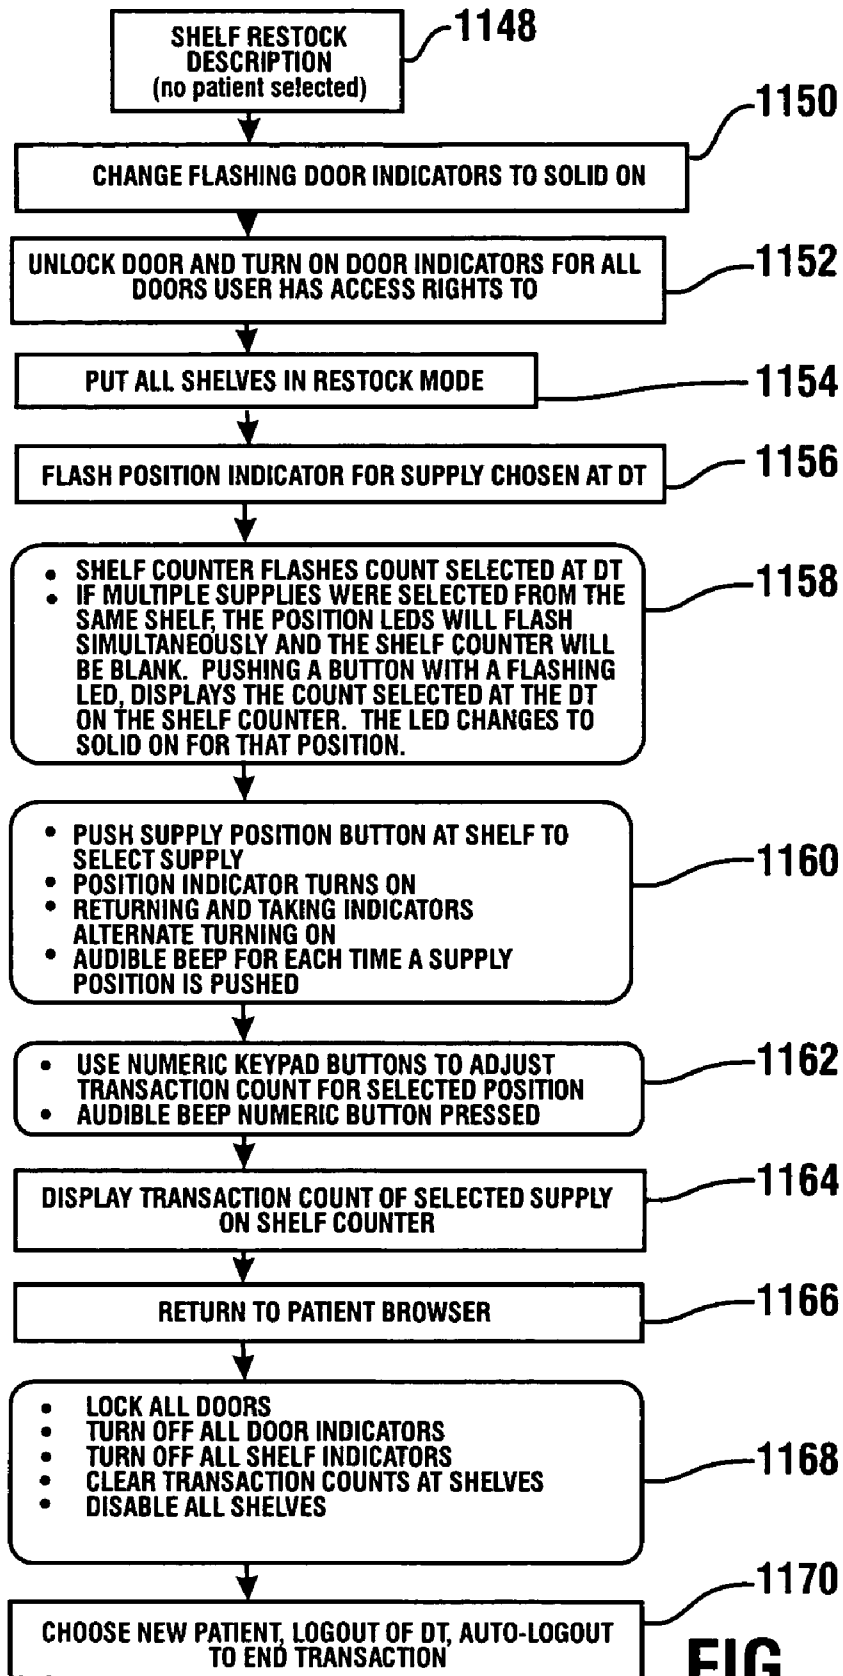 SHELF RESTOCK
DESCRIPTION
(no patient selected)
1148
1150
CHANGE FLASHING DOOR INDICATORS TO SOLID ON
UNLOCK DOOR AND TURN ON DOOR INDICATORS FOR ALL
DOORS USER HAS ACCESS RIGHTS TO
1152
PUT ALL SHELVES IN RESTOCK MODE
1154
FLASH POSITION INDICATOR FOR SUPPLY CHOSEN AT DT
1156
• SHELF COUNTER FLASHES COUNT SELECTED AT DT
• IF MULTIPLE SUPPLIES WERE SELECTED FROM THE
SAME SHELF, THE POSITION LEDS WILL FLASH
SIMULTANEOUSLY AND THE SHELF COUNTER WILL
BE BLANK. PUSHING A BUTTON WITH A FLASHING
LED, DISPLAYS THE COUNT SELECTED AT THE DT
ON THE SHELF COUNTER. THE LED CHANGES TO
SOLID ON FOR THAT POSITION.
1158
• PUSH SUPPLY POSITION BUTTON AT SHELF TO
SELECT SUPPLY
• POSITION INDICATOR TURNS ON
• RETURNING AND TAKING INDICATORS
ALTERNATE TURNING ON
• AUDIBLE BEEP FOR EACH TIME A SUPPLY
POSITION IS PUSHED
1160
• USE NUMERIC KEYPAD BUTTONS TO ADJUST
TRANSACTION COUNT FOR SELECTED POSITION
• AUDIBLE BEEP NUMERIC BUTTON PRESSED
1162
DISPLAY TRANSACTION COUNT OF SELECTED SUPPLY
ON SHELF COUNTER
1164
RETURN TO PATIENT BROWSER
1166
• LOCK ALL DOORS
• TURN OFF ALL DOOR INDICATORS
• TURN OFF ALL SHELF INDICATORS
• CLEAR TRANSACTION COUNTS AT SHELVES
• DISABLE ALL SHELVES
1168
1170
CHOOSE NEW PATIENT, LOGOUT OF DT, AUTO-LOGOUT
TO END TRANSACTION
FIG